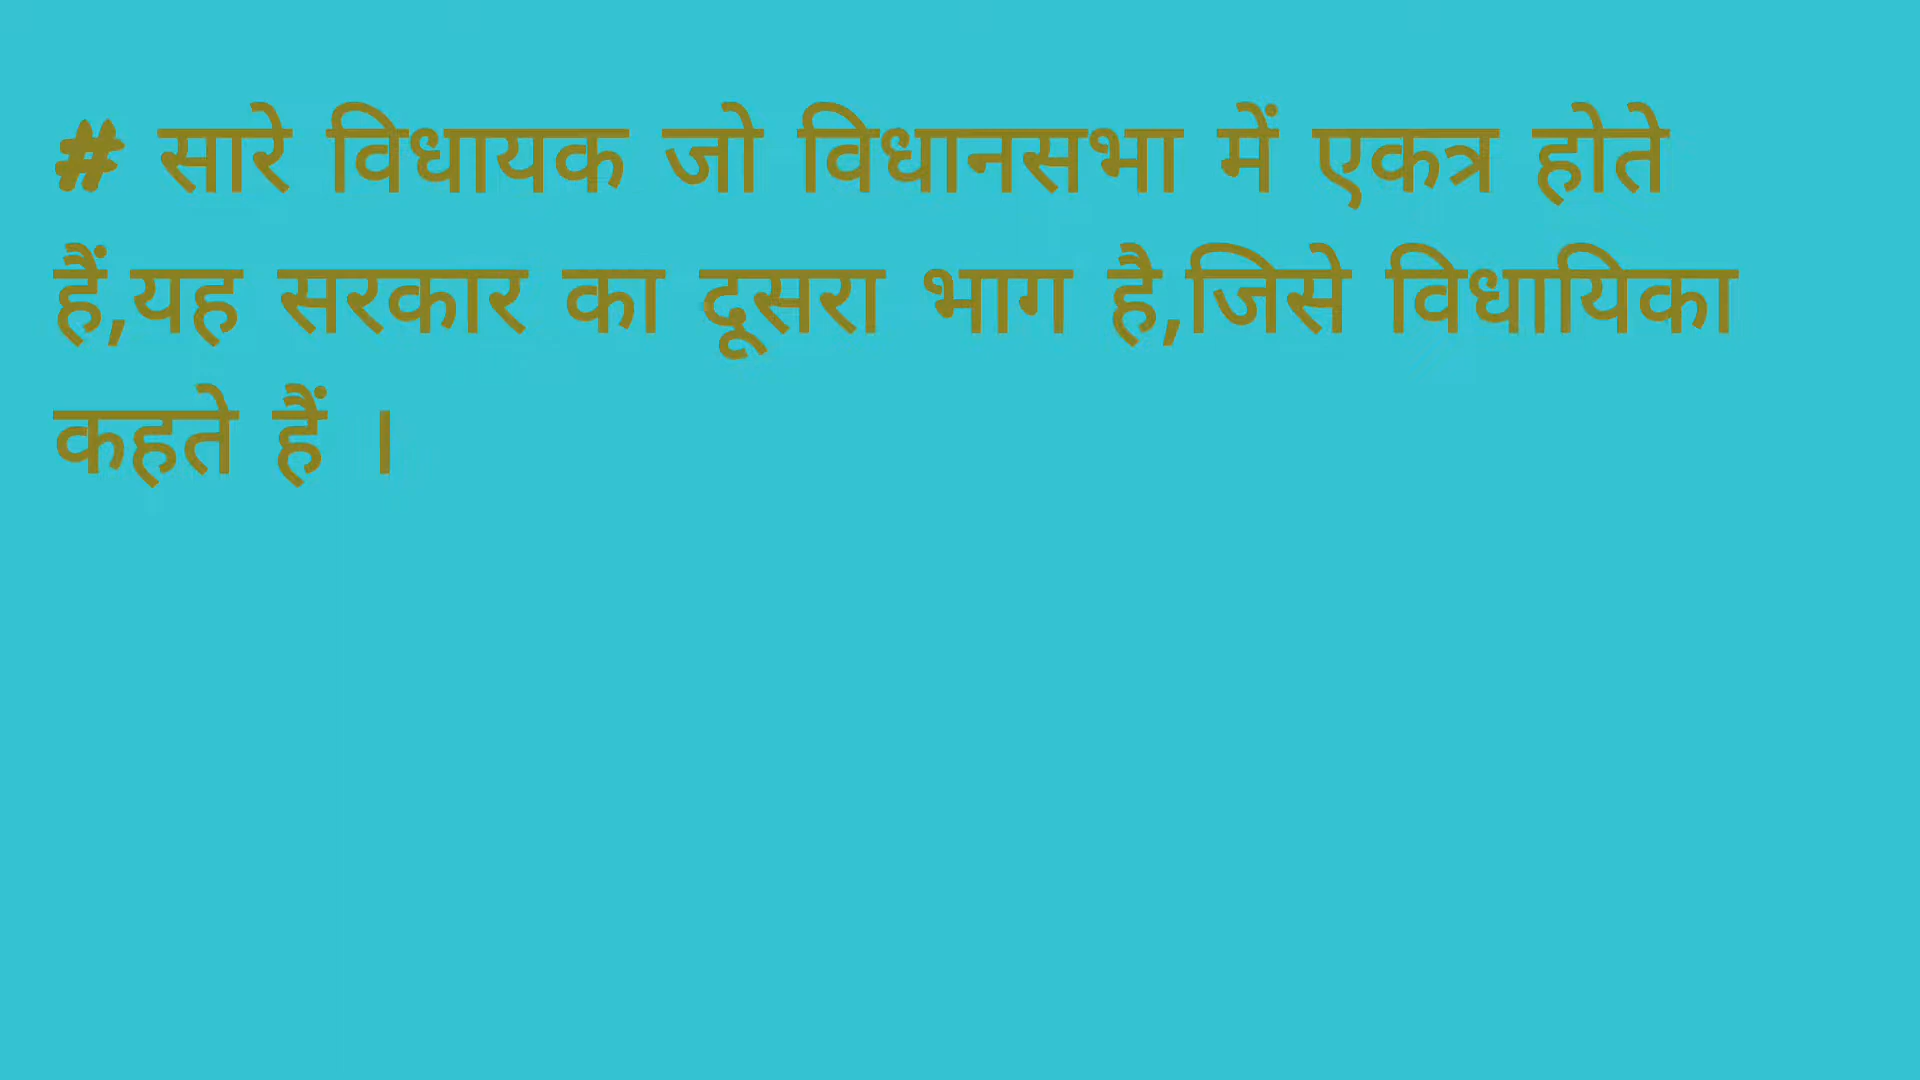 # सारे विधायक जो विधानसभा में एकत्र होते
हैं,यह सरकार का दूसरा भाग है,जिसे विधायिका
कहते हैं ।